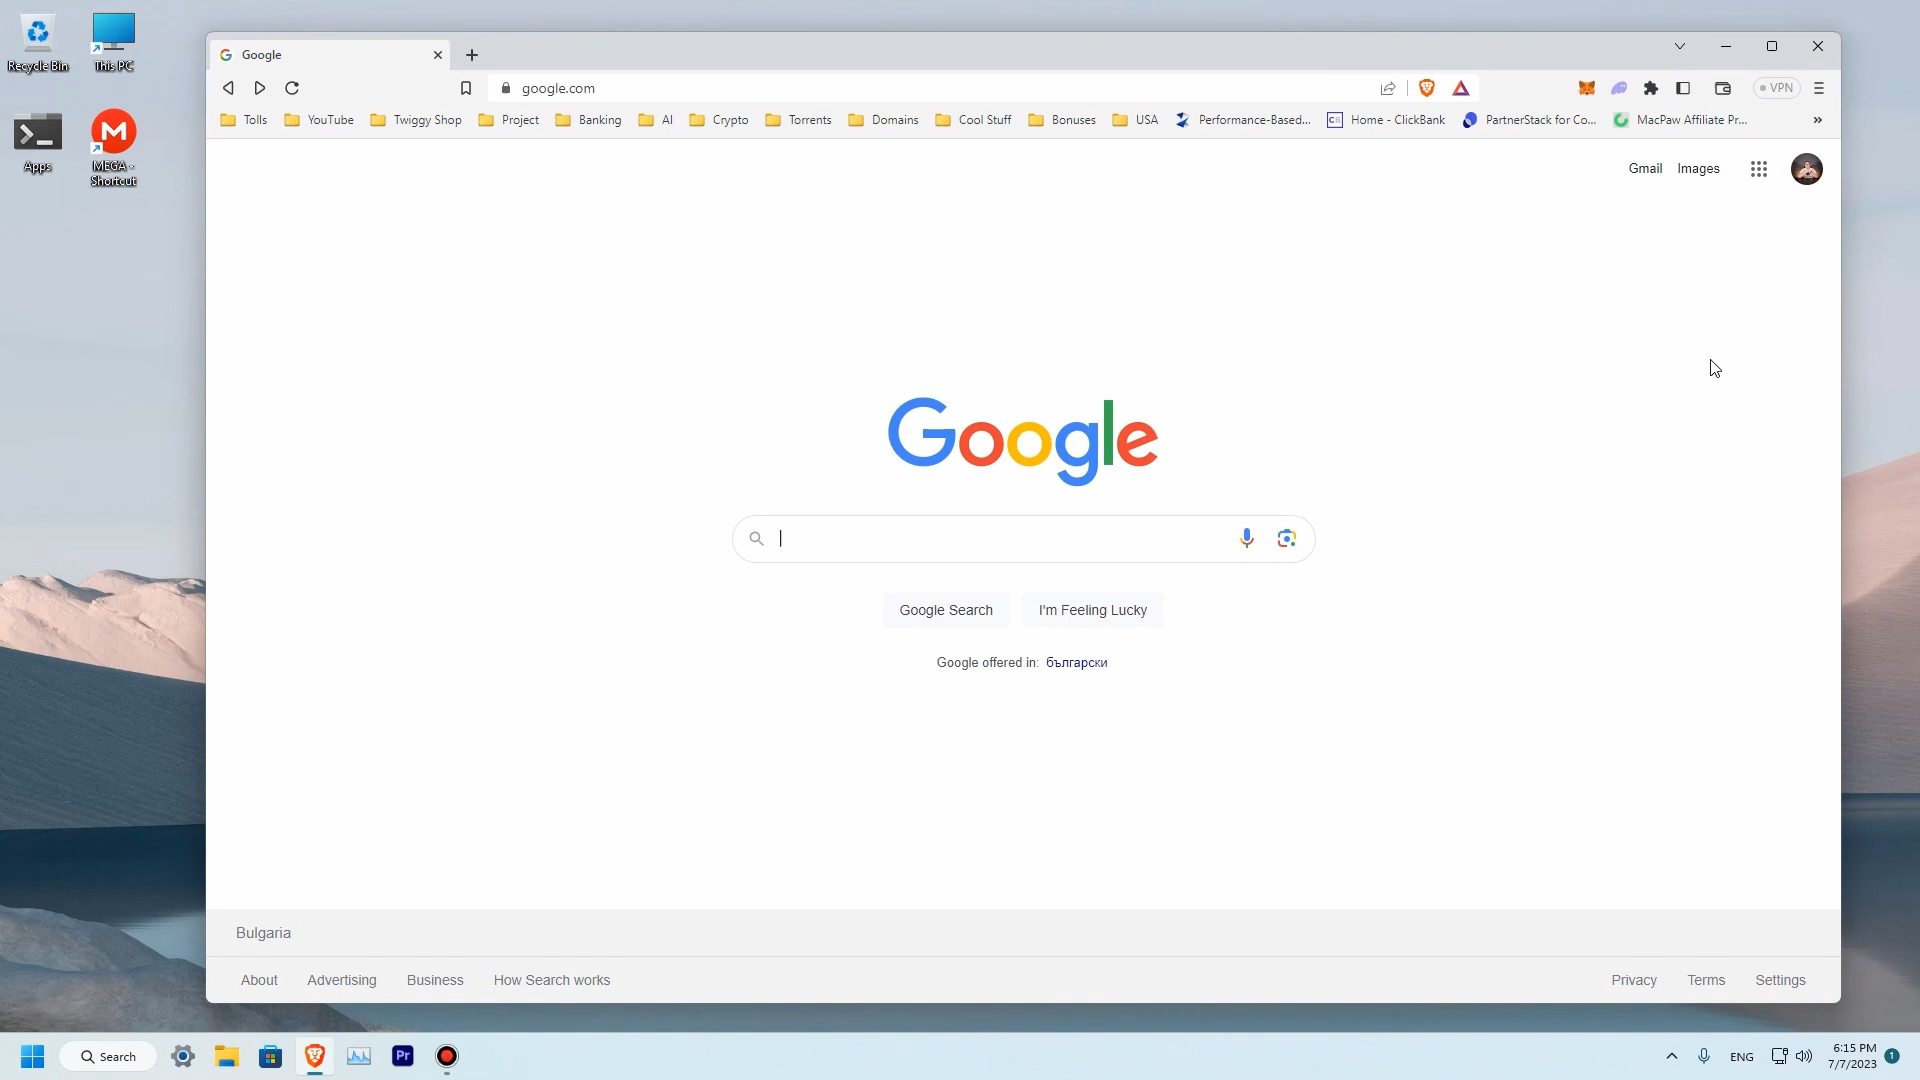 Recycle Bin
This PC
Apps
MEGA - Shortcut
Google
google.com
VPN
Tolls
YouTube
Twiggy Shop
Project
Banking
AI
Crypto
Torrents
Domains
Cool Stuff
Bonuses
USA
Performance-Based...
Home - ClickBank
PartnerStack for Co...
MacPaw Affiliate Pr...
»
Gmail
Images
Google
Google Search
I'm Feeling Lucky
Google offered in: български
Bulgaria
About
Advertising
Business
How Search works
Privacy
Terms
Settings
Search
Pr
ENG
6:15 PM
7/7/2023
1